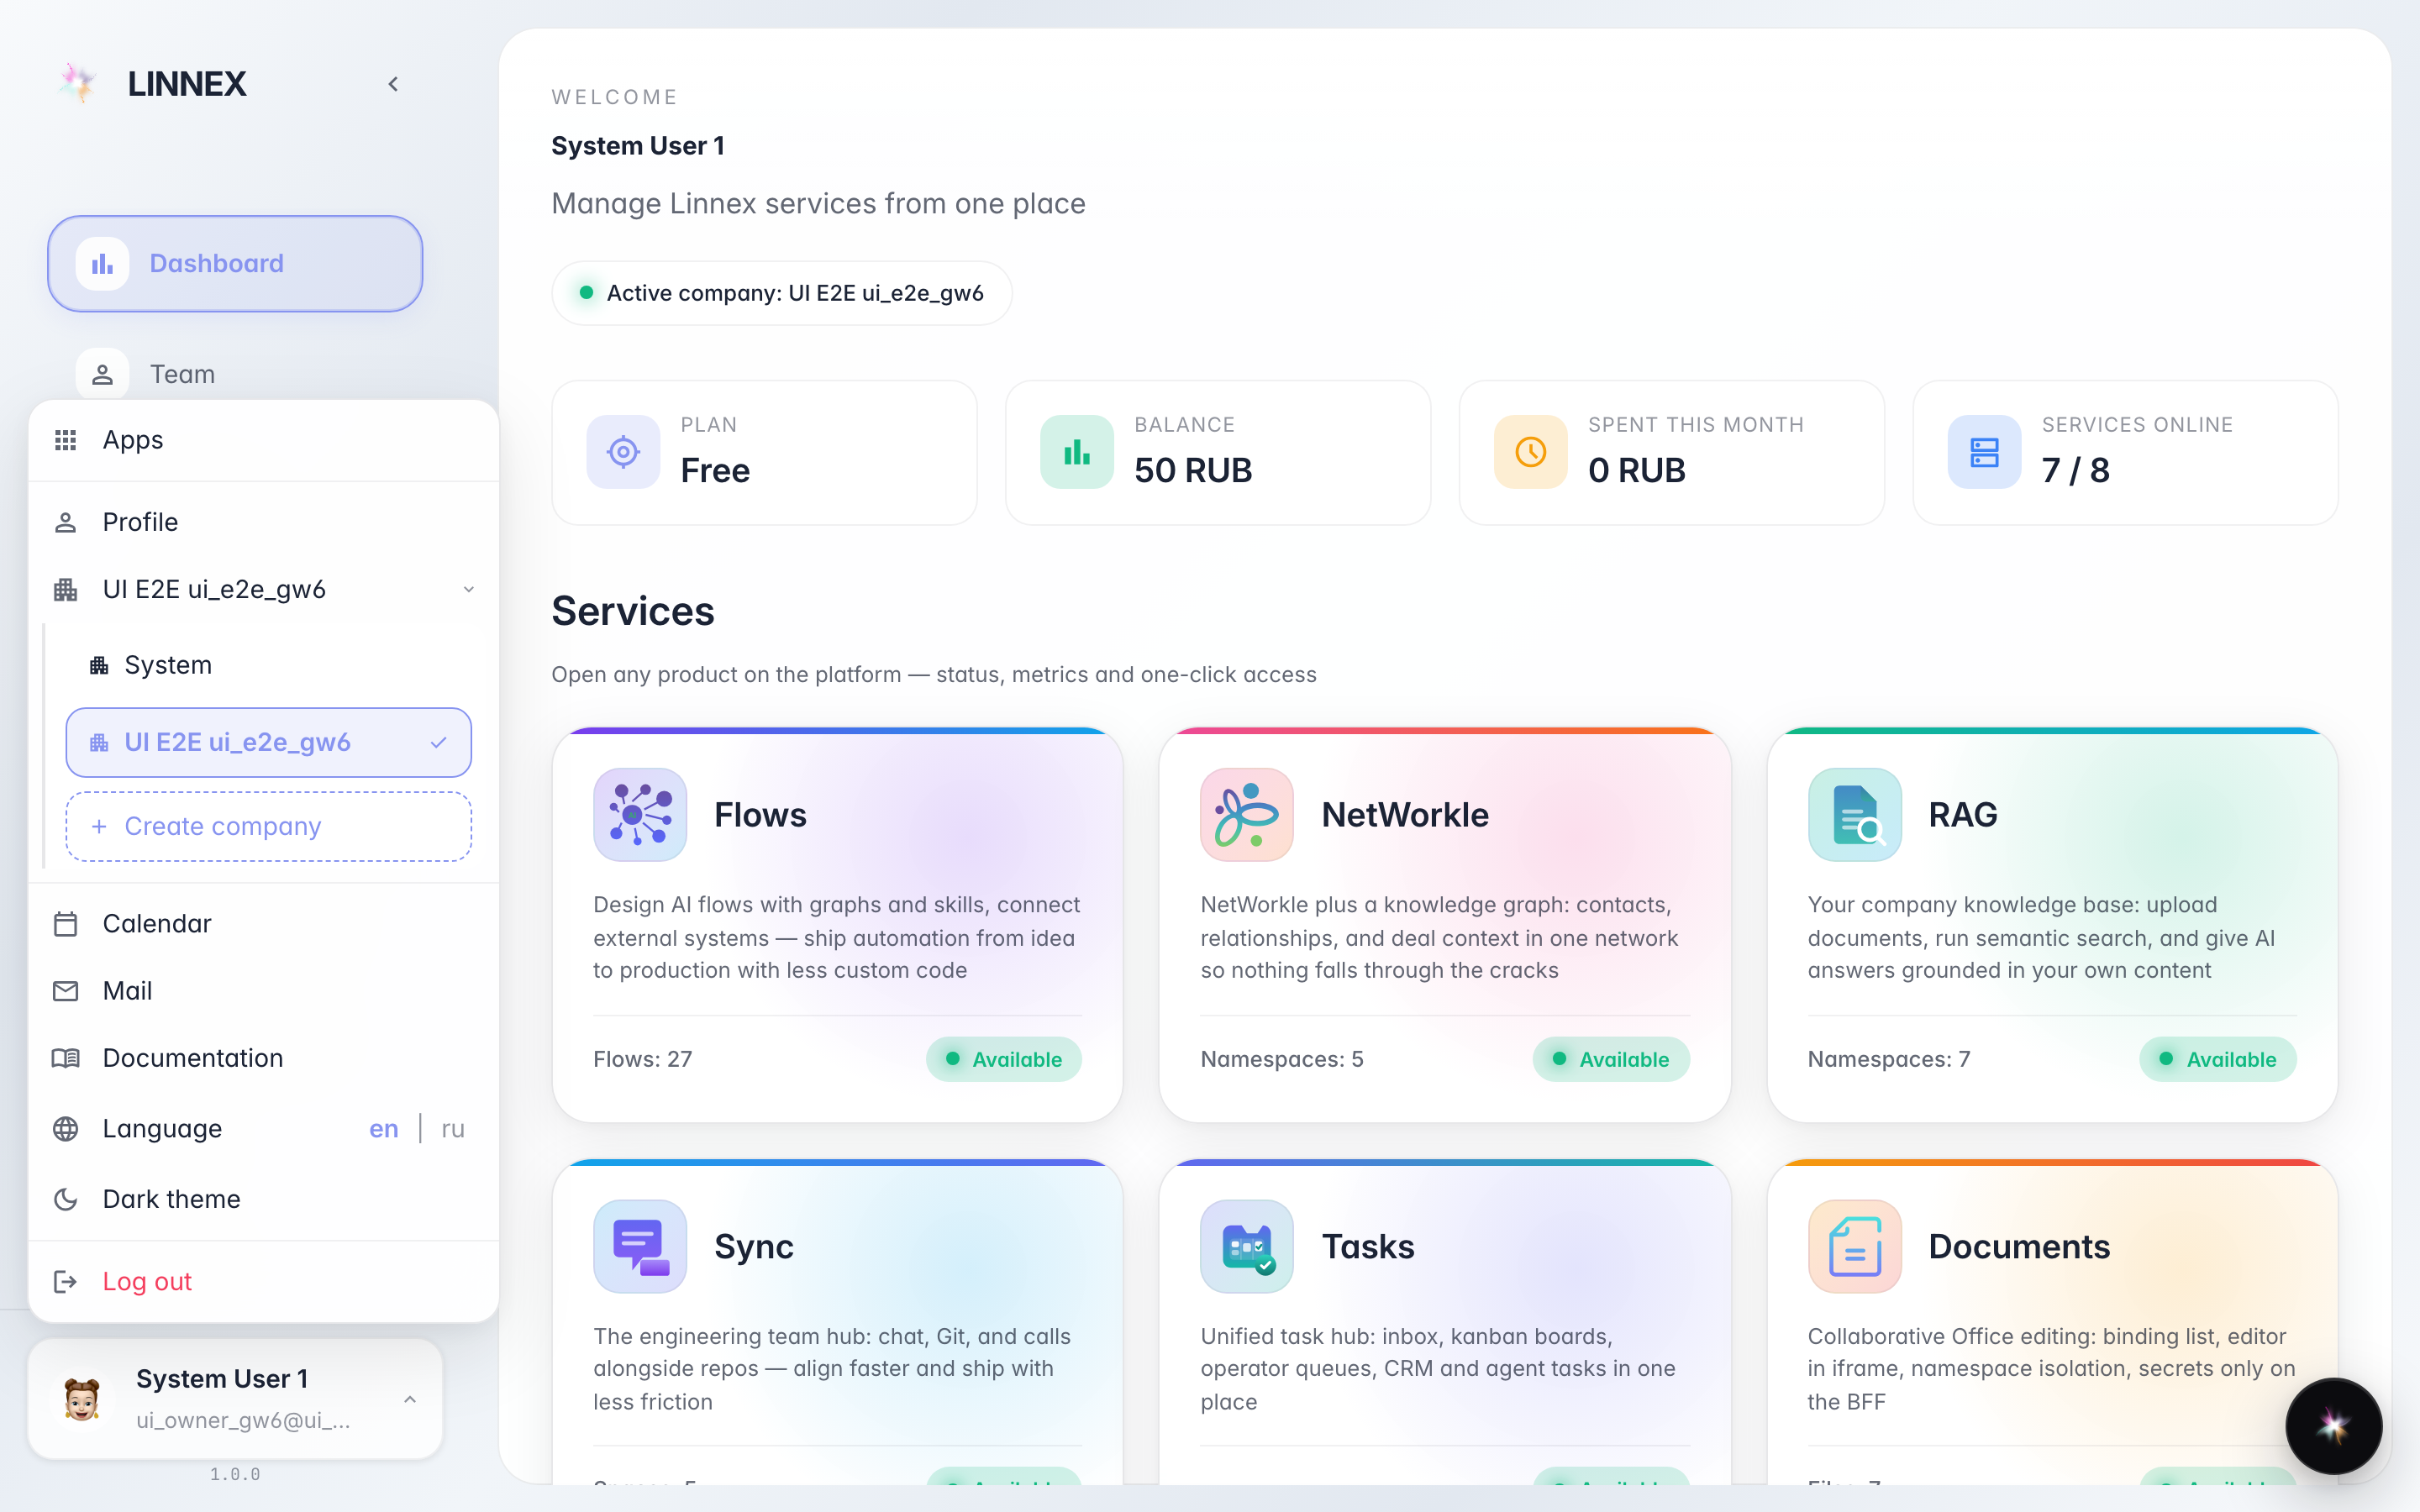 LINNEX
Dashboard
Team
Apps
Profile
UI E2E ui_e2e_gw6
System
UI E2E ui_e2e_gw6
Create company
Calendar
Mail
Documentation
Language en | ru
Dark theme
Log out
System User 1
ui_owner_gw6@ui_...
1.0.0
WELCOME
System User 1
Manage Linnex services from one place
Active company: UI E2E ui_e2e_gw6
PLAN
Free
BALANCE
50 RUB
SPENT THIS MONTH
0 RUB
SERVICES ONLINE
7 / 8
Services
Open any product on the platform — status, metrics and one-click access
Flows
Design AI flows with graphs and skills, connect
external systems — ship automation from idea
to production with less custom code
Flows: 27
Available
NetWorkle
NetWorkle plus a knowledge graph: contacts,
relationships, and deal context in one network
so nothing falls through the cracks
Namespaces: 5
Available
RAG
Your company knowledge base: upload
documents, run semantic search, and give AI
answers grounded in your own content
Namespaces: 7
Available
Sync
The engineering team hub: chat, Git, and calls
alongside repos — align faster and ship with
less friction
Available
Tasks
Unified task hub: inbox, kanban boards,
operator queues, CRM and agent tasks in one
place
Available
Documents
Collaborative Office editing: binding list, editor
in iframe, namespace isolation, secrets only on
the BFF
Files: 7
Available